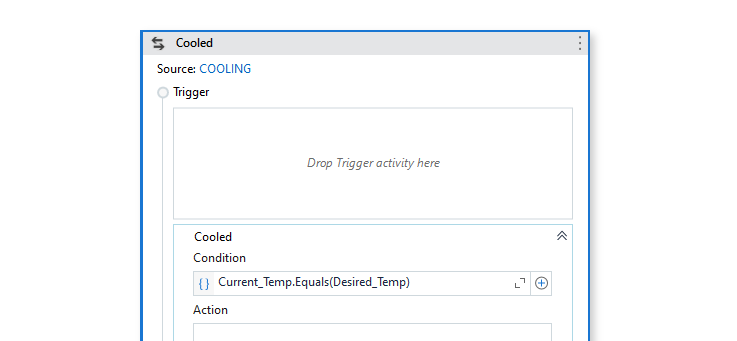 Cooled
Source: COOLING
Trigger
Drop Trigger activity here
Cooled
Condition
{ } Current_Temp.Equals(Desired_Temp)
Action